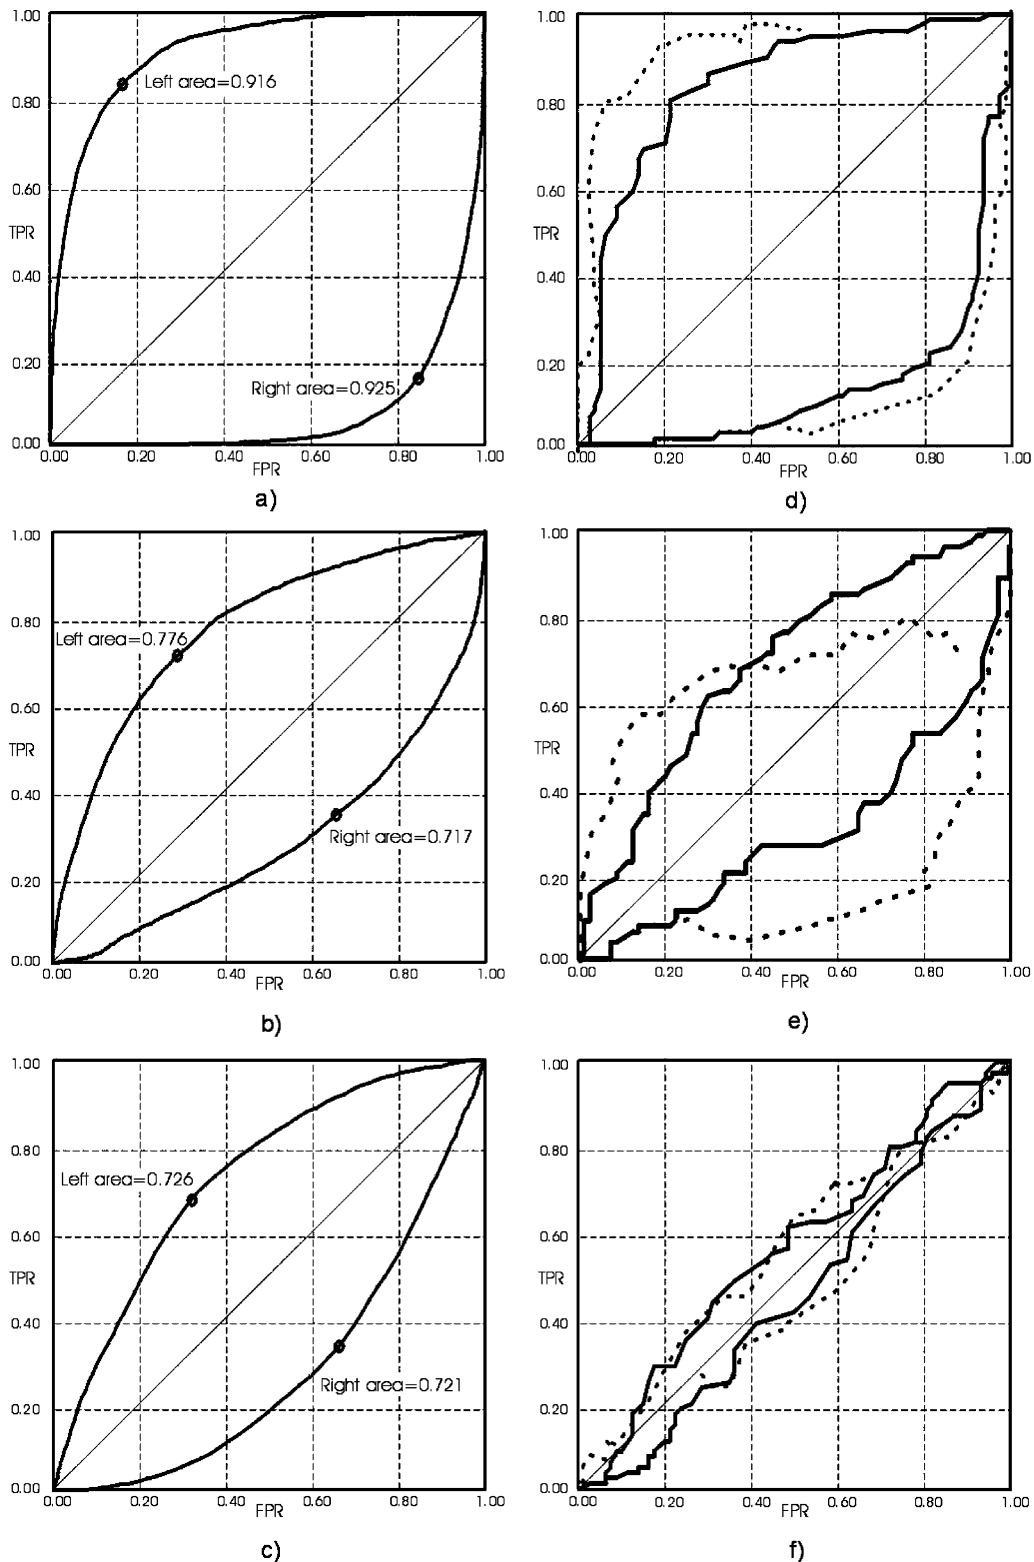 1.00
Left area=0.916
0.80
0.60
TPR
0.40
0.20
Right area=0.925
0.00
0.00 0.20 0.40 0.60 0.80 1.00
FPR
a)
1.00
0.80
0.60
TPR
0.40
0.20
0.00
0.00 0.20 0.40 0.60 0.80 1.00
FPR
d)
1.00
0.80
Left area=0.776
0.60
TPR
0.40
Right area=0.717
0.20
0.00
0.00 0.20 0.40 0.60 0.80 1.00
FPR
b)
1.00
0.80
0.60
TPR
0.40
0.20
0.00
0.00 0.20 0.40 0.60 0.80 1.00
FPR
e)
1.00
0.80
Left area=0.726
0.60
TPR
0.40
Right area=0.721
0.20
0.00
0.00 0.20 0.40 0.60 0.80 1.00
FPR
c)
1.00
0.80
0.60
TPR
0.40
0.20
0.00
0.00 0.20 0.40 0.60 0.80 1.00
FPR
f)